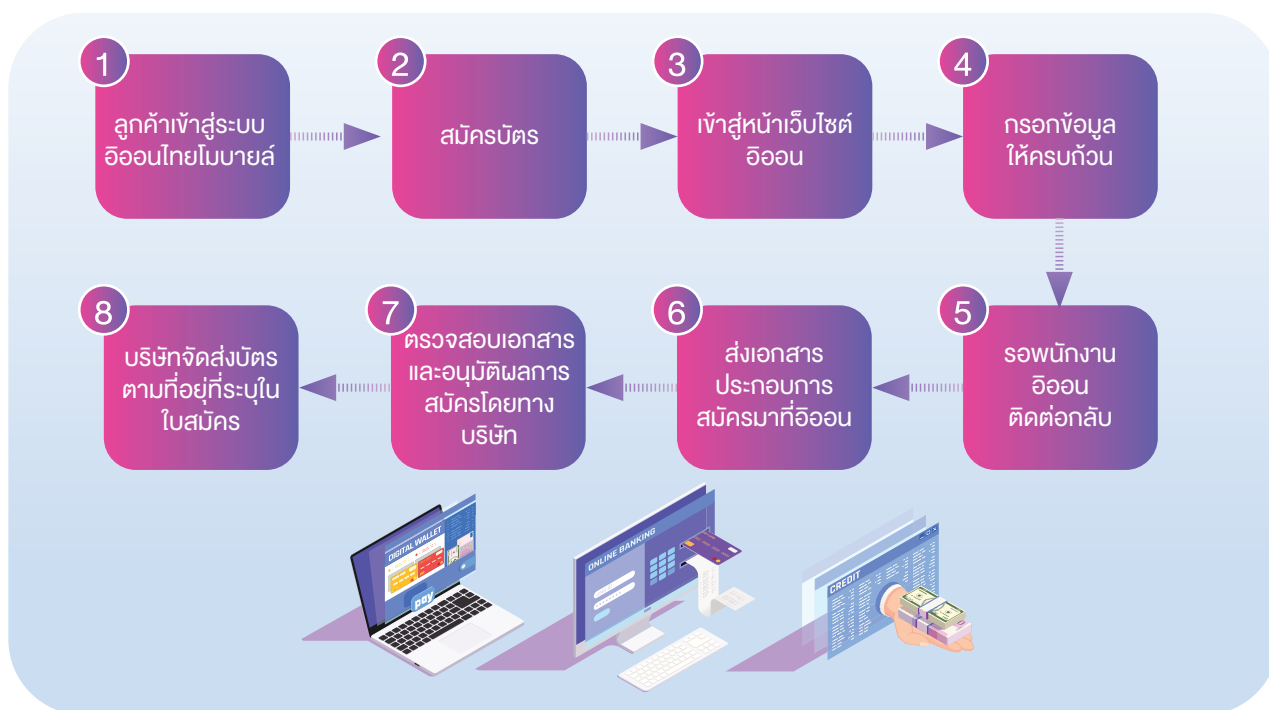 1
ลูกค้าเข้าสู่ระบบ
อิออนไทยโมบายล์
2
สมัครบัตร
3
เข้าสู่หน้าเว็บไซต์
อิออน
4
กรอกข้อมูล
ให้ครบถ้วน
5
รอพนักงาน
อิออน
ติดต่อกลับ
6
ส่งเอกสาร
ประกอบการ
สมัครมาที่อิออน
7
ตรวจสอบเอกสาร
และอนุมัติผลการ
สมัครโดยทาง
บริษัท
8
บริษัทจัดส่งบัตร
ตามที่อยู่ที่ระบุใน
ใบสมัคร
DIGITAL WALLET
pay
ONLINE BANKING
CREDIT